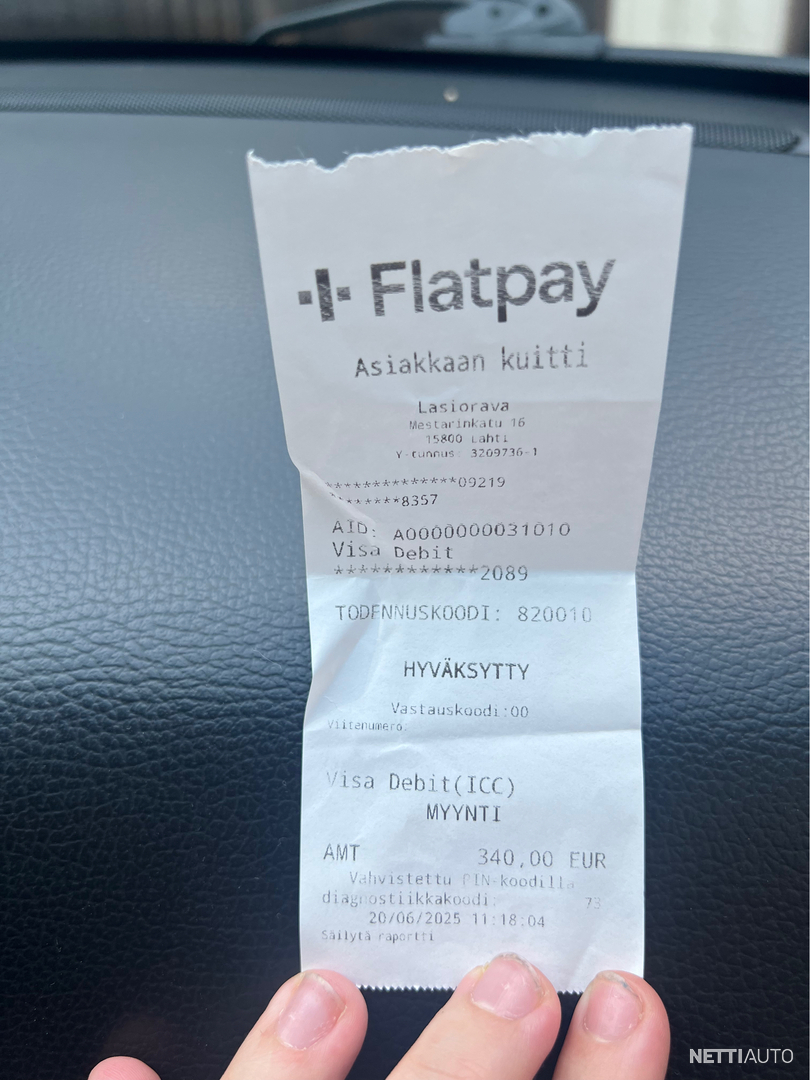 Flatpay
Asiakkaan kuitti
Lasiorava
Mestarinkatu 16
15800 Lahti
Y-tunnus: 3209736-1
**************09219
********8357
AID: A0000000031010
Visa Debit
************2089
TODENNUSKOODI: 820010
HYVÄKSYTTY
Vastauskoodi:00
Viitenumero:
Visa Debit(ICC)
MYYNTI
AMT 340,00 EUR
Vahvistettu PIN-koodilla
diagnostiikkakoodi: 73
20/06/2025 11:18:04
Säilytä raportti
NETTIAUTO